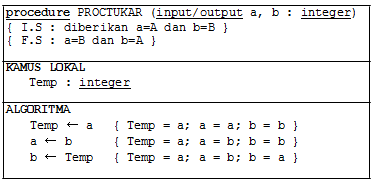 procedure PROCTUKAR (input/output a, b : integer)
{ I.S : diberikan a=A dan b=B }
{ F.S : a=B dan b=A }
KAMUS LOKAL
Temp : integer
ALGORITMA
Temp ← a { Temp = a; a = a; b = b }
a ← b { Temp = a; a = b; b = b }
b ← Temp { Temp = a; a = b; b = a }